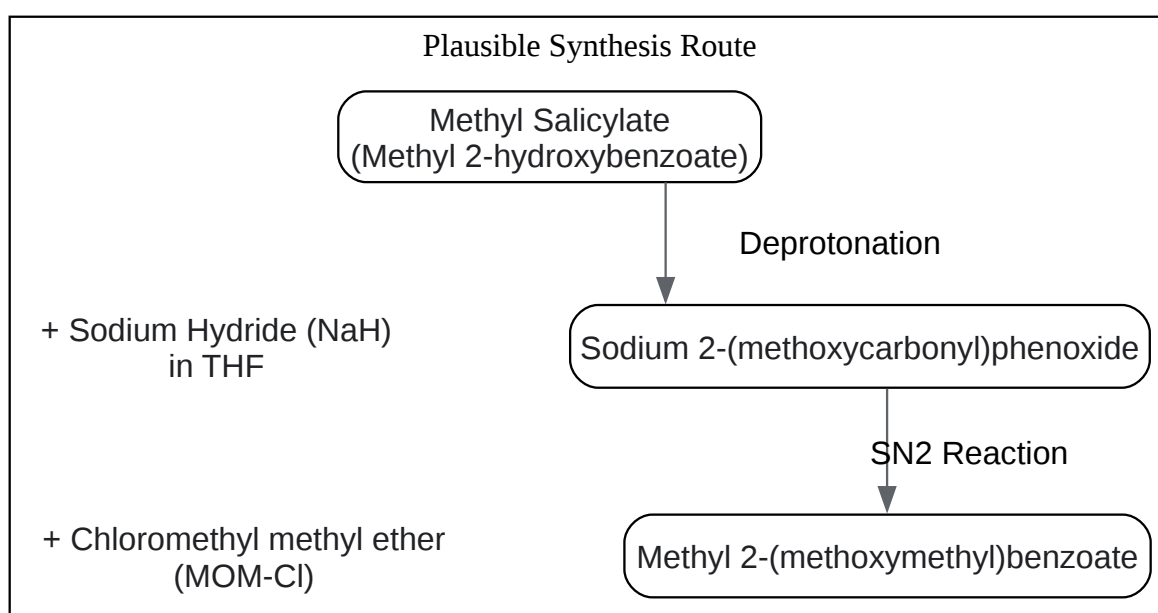 Plausible Synthesis Route
Methyl Salicylate
(Methyl 2-hydroxybenzoate)
Deprotonation
+ Sodium Hydride (NaH)
in THF
Sodium 2-(methoxycarbonyl)phenoxide
SN2 Reaction
+ Chloromethyl methyl ether
(MOM-Cl)
Methyl 2-(methoxymethyl)benzoate